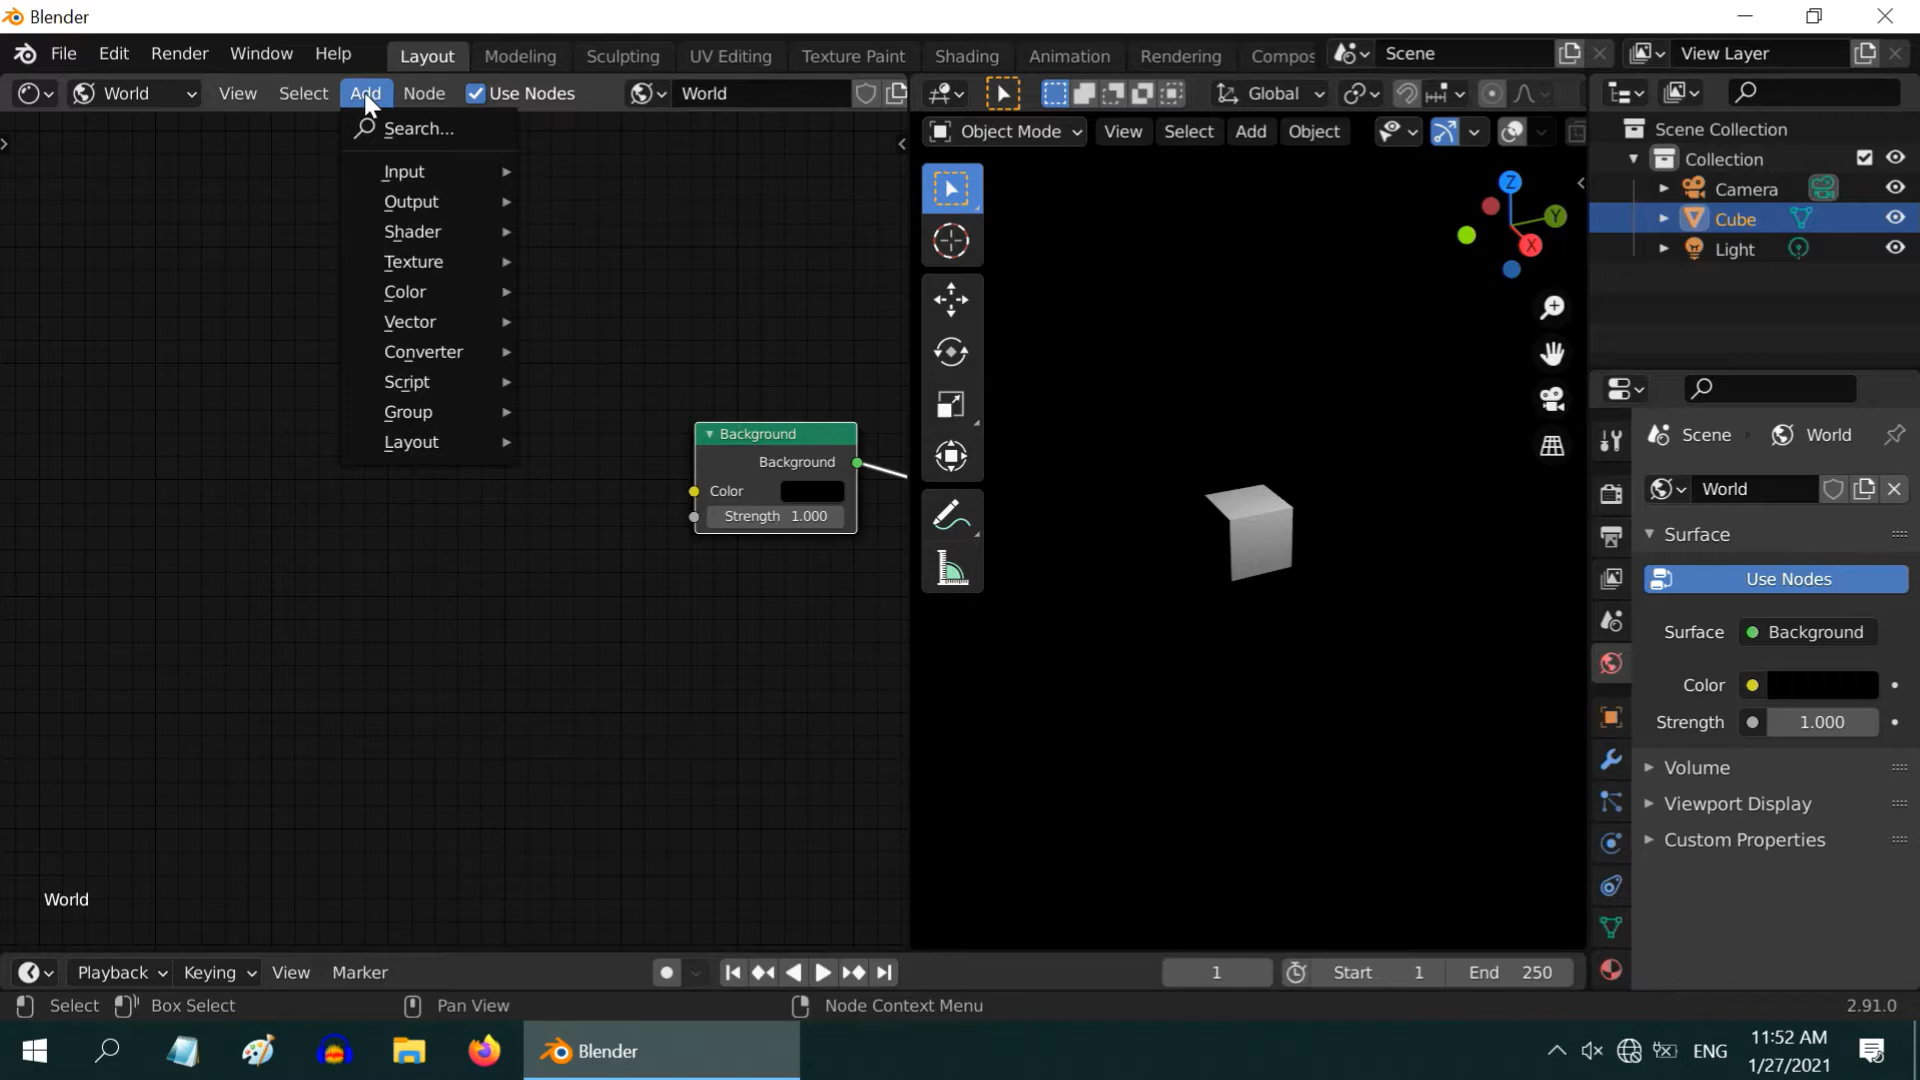 Blender
File Edit Render Window Help Layout Modeling Sculpting UV Editing Texture Paint Shading Animation Rendering Compos Scene View Layer
World View Select Add Node Use Nodes World Global
Object Mode View Select Add Object
Search...
Input
Output
Shader
Texture
Color
Vector
Converter
Script
Group
Layout
Background
Background
Color
Strength 1.000
World
Z
Y
X
Scene Collection
Collection
Camera
Cube
Light
Scene World
World
Surface
Use Nodes
Surface Background
Color
Strength 1.000
Volume
Viewport Display
Custom Properties
Playback Keying View Marker 1 Start 1 End 250
Select Box Select Pan View Node Context Menu 2.91.0
Blender ENG 11:52 AM
1/27/2021